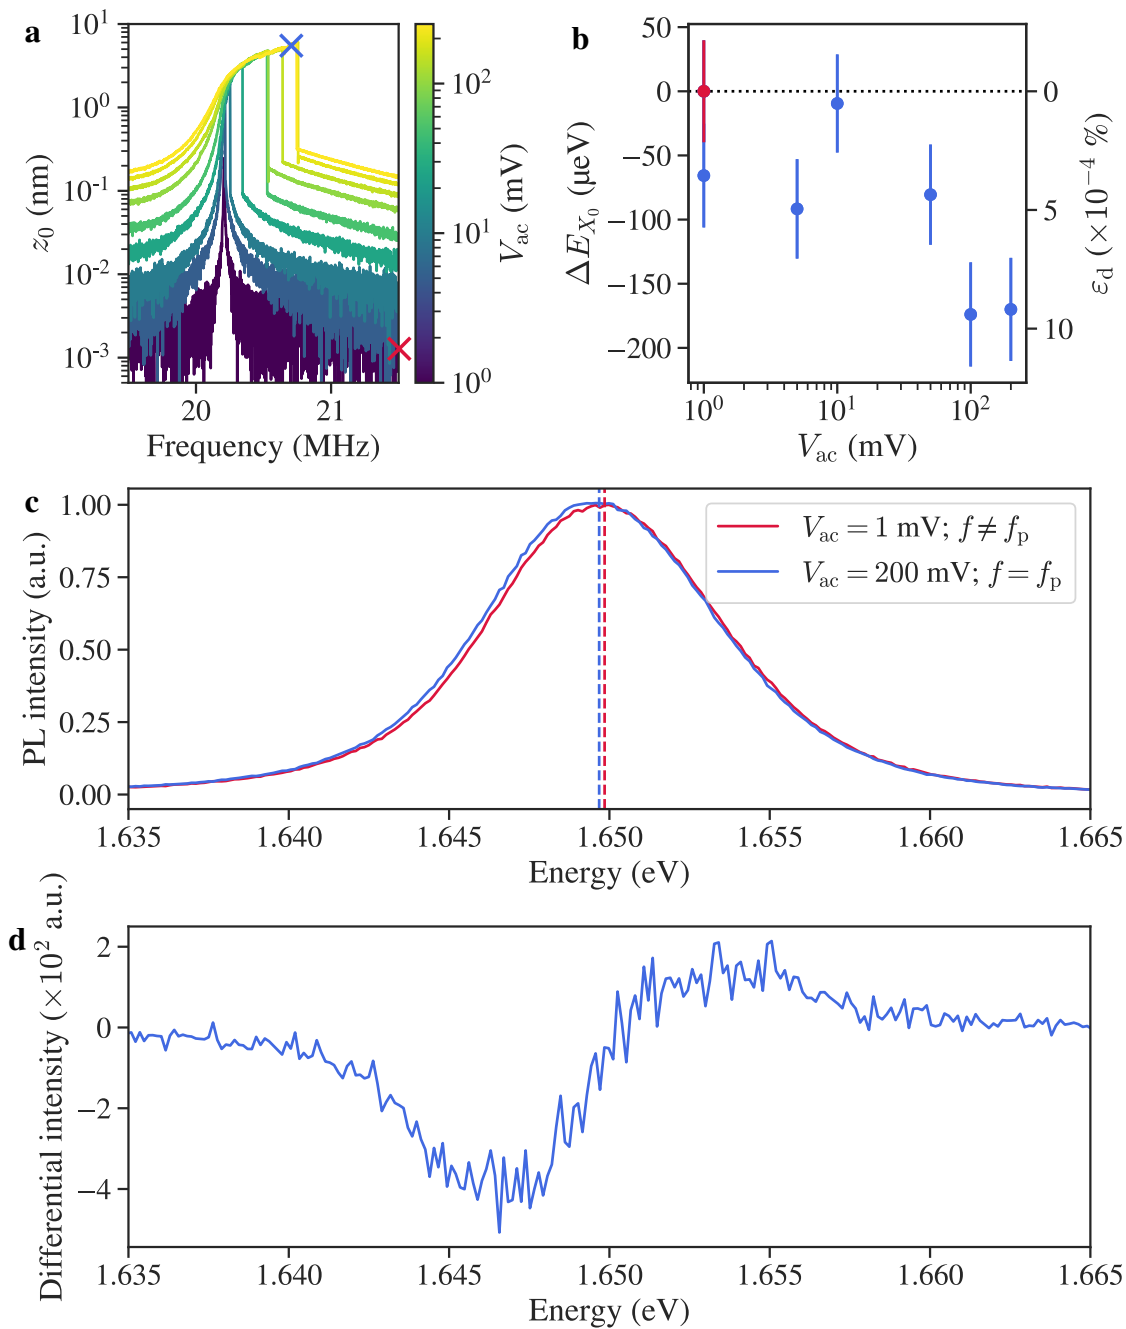 a
z₀ (nm)
10¹
10⁰
10⁻¹
10⁻²
10⁻³
20
21
Frequency (MHz)
10²
10¹
10⁰
V_ac (mV)
b
ΔE_X₀ (μeV)
50
0
−50
−100
−150
−200
10⁰
10¹
10²
V_ac (mV)
0
5
10
ε_d (×10⁻⁴ %)
c
PL intensity (a.u.)
1.00
0.75
0.50
0.25
0.00
V_ac = 1 mV; f ≠ f_p
V_ac = 200 mV; f = f_p
1.635
1.640
1.645
1.650
1.655
1.660
1.665
Energy (eV)
d
Differential intensity (×10² a.u.)
2
0
−2
−4
1.635
1.640
1.645
1.650
1.655
1.660
1.665
Energy (eV)